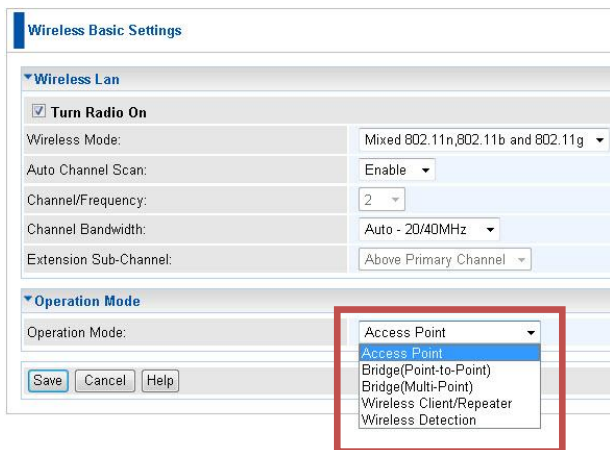 Wireless Basic Settings
Wireless Lan
Turn Radio On
Wireless Mode: Mixed 802.11n,802.11b and 802.11g
Auto Channel Scan: Enable
Channel/Frequency: 2
Channel Bandwidth: Auto - 20/40MHz
Extension Sub-Channel: Above Primary Channel
Operation Mode
Operation Mode: Access Point
Access Point
Bridge(Point-to-Point)
Bridge(Multi-Point)
Wireless Client/Repeater
Wireless Detection
Save Cancel Help